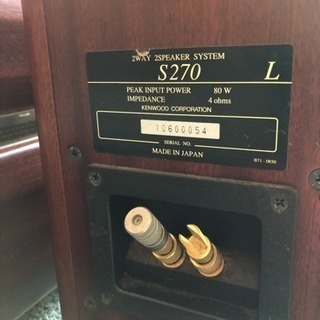 2WAY 2SPEAKER SYSTEM
S270 L
PEAK INPUT POWER 80 W
IMPEDANCE 4 ohms
KENWOOD CORPORATION
10600054
SERIAL NO.
MADE IN JAPAN
B71-0850